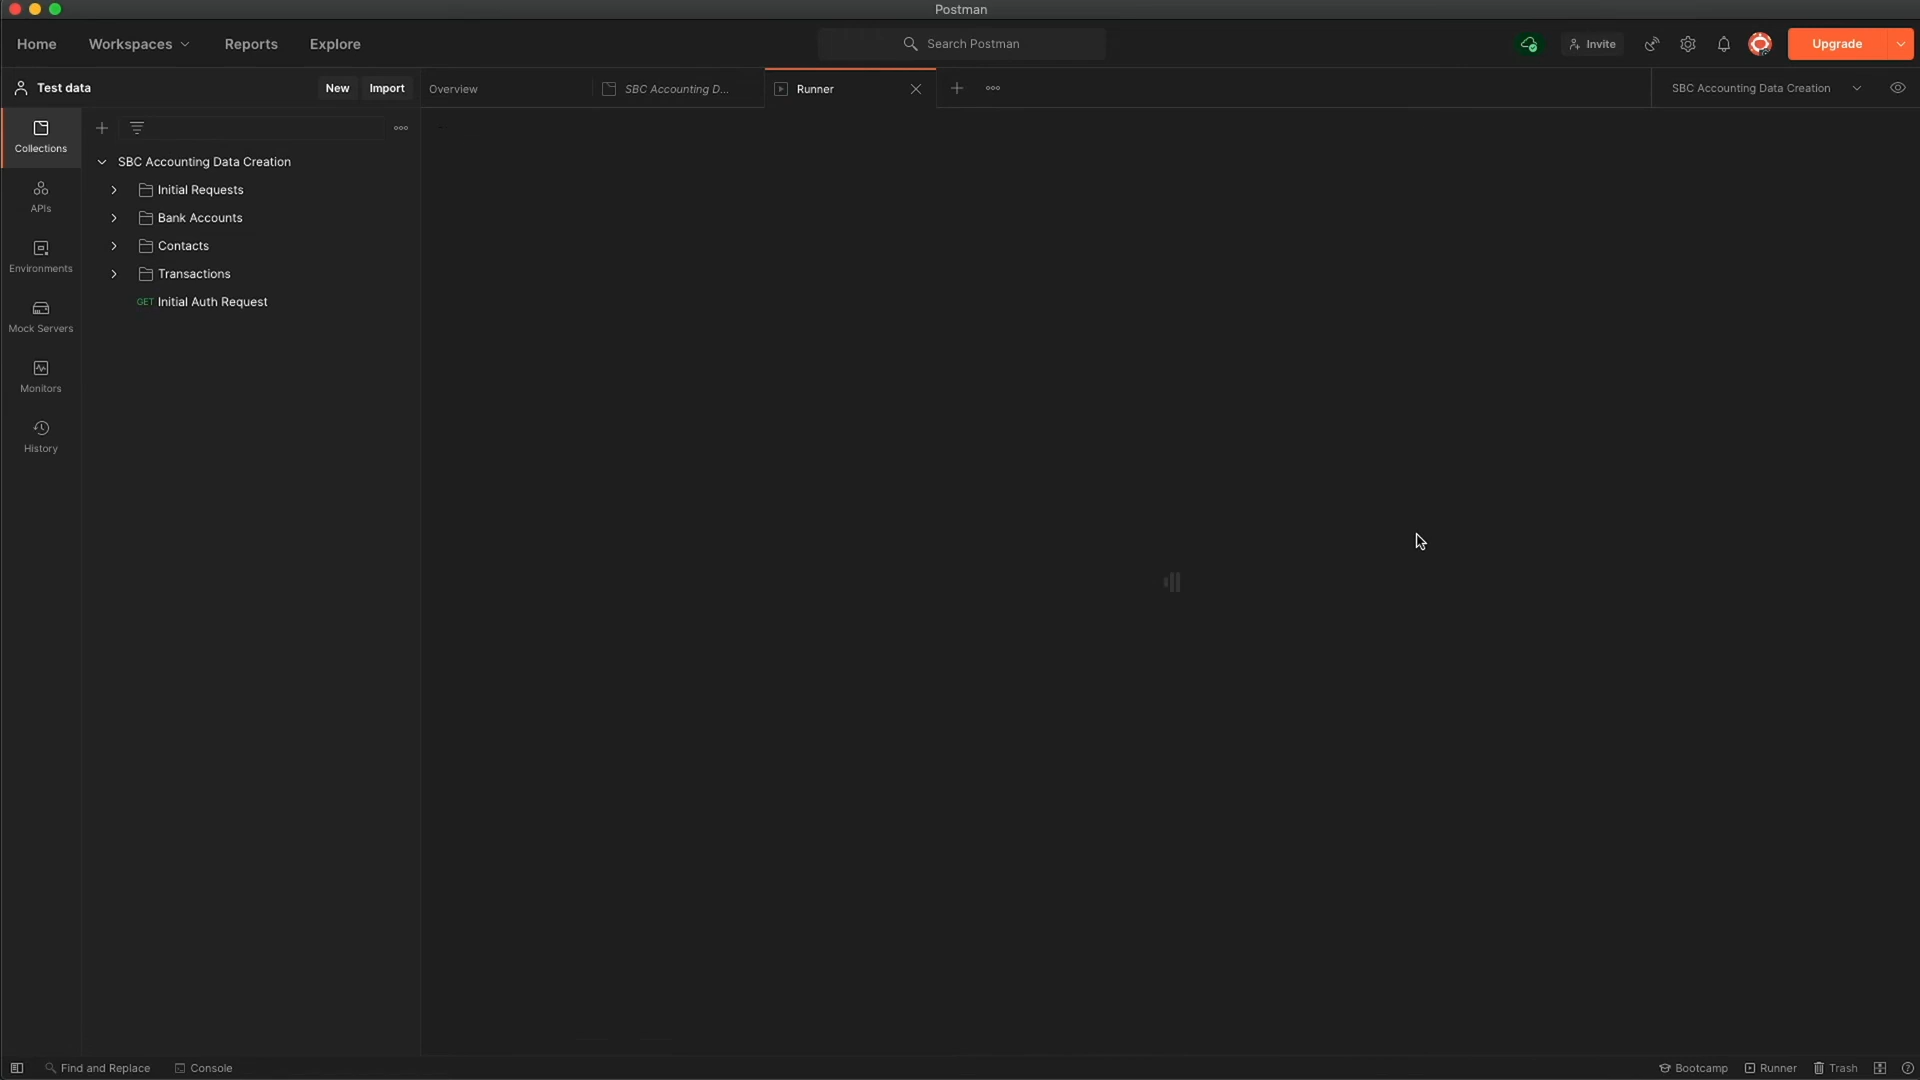 Postman
Home Workspaces Reports Explore
Search Postman
Invite
Upgrade
Test data
New Import
Overview
SBC Accounting D...
Runner
SBC Accounting Data Creation
Collections
APIs
Environments
Mock Servers
Monitors
History
SBC Accounting Data Creation
Initial Requests
Bank Accounts
Contacts
Transactions
GET Initial Auth Request
Find and Replace Console
Bootcamp Runner Trash